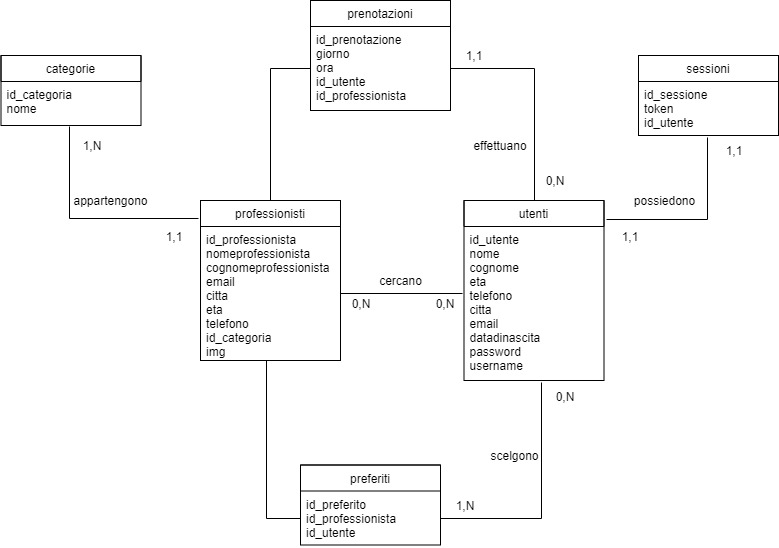 prenotazioni
id_prenotazione
giorno
ora
id_utente
id_professionista
categorie
id_categoria
nome
sessioni
id_sessione
token
id_utente
1,1
effettuano
0,N
1,N
appartengono
1,1
1,1
possiedono
1,1
professionisti
id_professionista
nomeprofessionista
cognomeprofessionista
email
citta
eta
telefono
id_categoria
img
cercano
0,N
0,N
utenti
id_utente
nome
cognome
eta
telefono
citta
email
datadinascita
password
username
0,N
scelgono
1,N
preferiti
id_preferito
id_professionista
id_utente